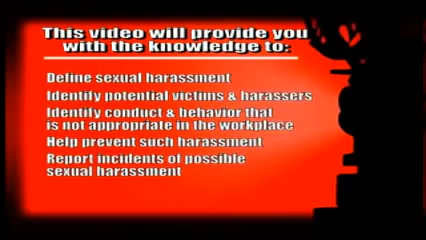 This video will provide you
with the knowledge to:
Define sexual harassment
Identify potential victims & harassers
Identify conduct & behavior that
is not appropriate in the workplace
Help prevent such harassment
Report incidents of possible
sexual harassment